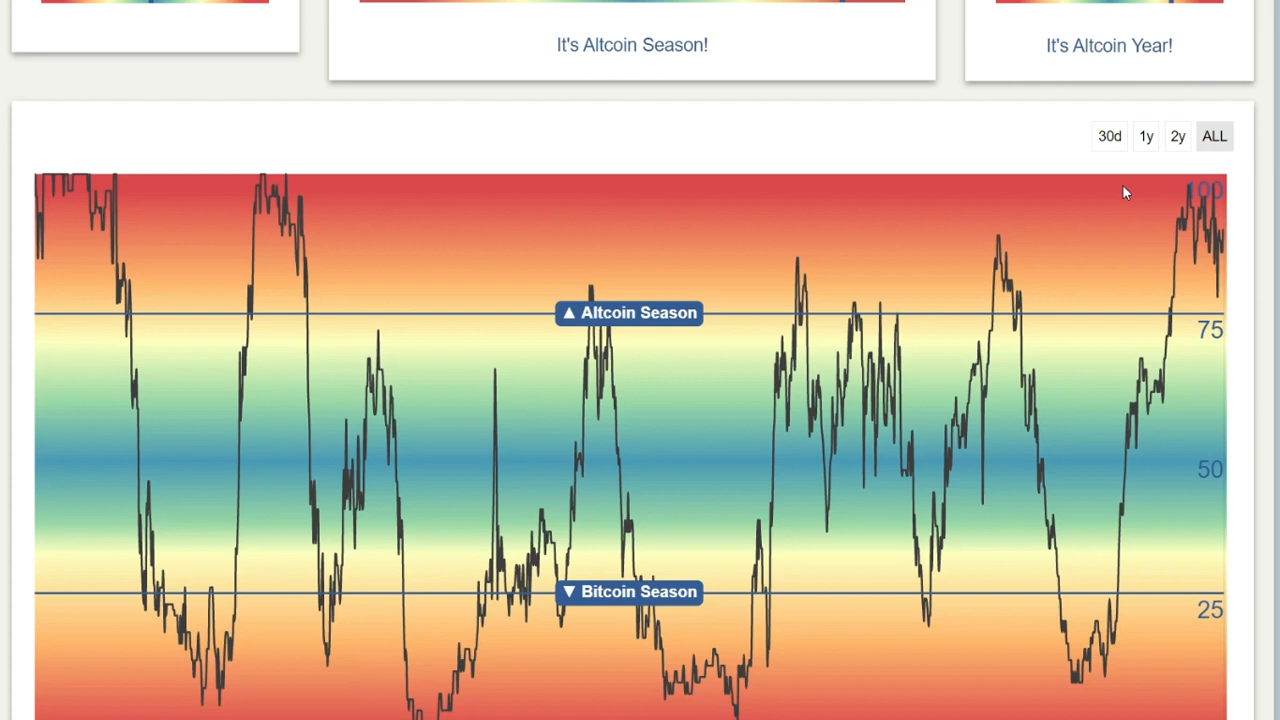 It's Altcoin Season!
It's Altcoin Year!
30d 1y 2y ALL
100
▲ Altcoin Season
75
50
▼ Bitcoin Season
25